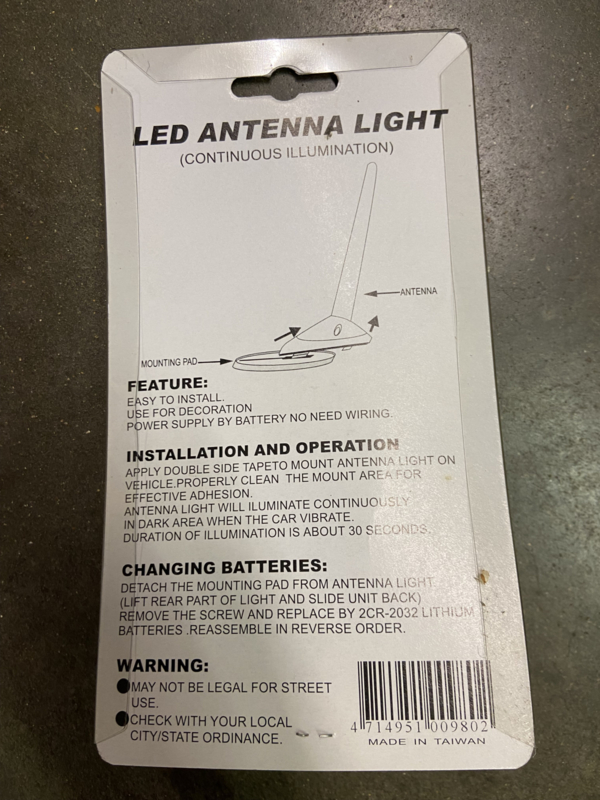 LED ANTENNA LIGHT
(CONTINUOUS ILLUMINATION)
ANTENNA
MOUNTING PAD
FEATURE:
EASY TO INSTALL.
USE FOR DECORATION
POWER SUPPLY BY BATTERY NO NEED WIRING.
INSTALLATION AND OPERATION
APPLY DOUBLE SIDE TAPETO MOUNT ANTENNA LIGHT ON
VEHICLE.PROPERLY CLEAN THE MOUNT AREA FOR
EFFECTIVE ADHESION.
ANTENNA LIGHT WILL ILUMINATE CONTINUOUSLY
IN DARK AREA WHEN THE CAR VIBRATE.
DURATION OF ILLUMINATION IS ABOUT 30 SECONDS.
CHANGING BATTERIES:
DETACH THE MOUNTING PAD FROM ANTENNA LIGHT
(LIFT REAR PART OF LIGHT AND SLIDE UNIT BACK)
REMOVE THE SCREW AND REPLACE BY 2CR-2032 LITHIUM
BATTERIES .REASSEMBLE IN REVERSE ORDER.
WARNING:
●MAY NOT BE LEGAL FOR STREET
USE.
●CHECK WITH YOUR LOCAL
CITY/STATE ORDINANCE.
4 714951 009802
MADE IN TAIWAN